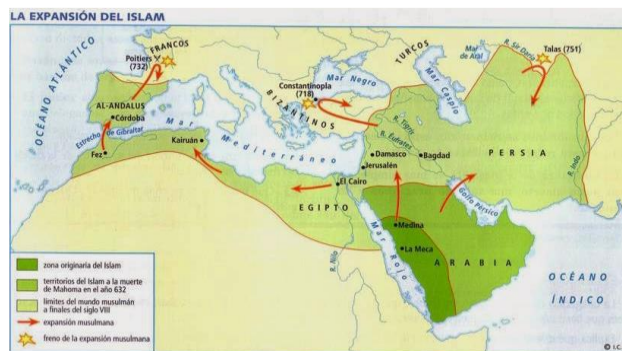 LA EXPANSIÓN DEL ISLAM
OCÉANO ATLÁNTICO
FRANCOS
Poitiers
(732)
TURCOS
Mar
de Aral
R. Sir Daria
Talas (751)
Constantinopla
(718)
Mar Negro
Mar Caspio
BIZANTINOS
AL-ANDALUS
Córdoba
Estrecho de Gibraltar
Fez
Kairuán
Mar Mediterráneo
R. Tigris
R. Éufrates
Damasco
Bagdad
Jerusalén
PERSIA
R. Indo
El Cairo
EGIPTO
Golfo Pérsico
R. Nilo
Mar Rojo
Medina
La Meca
ARABIA
OCÉANO
ÍNDICO
zona originaria del Islam
territorios del Islam a la muerte
de Mahoma en el año 632
límites del mundo musulmán
a finales del siglo VIII
expansión musulmana
freno de la expansión musulmana
© I.C.